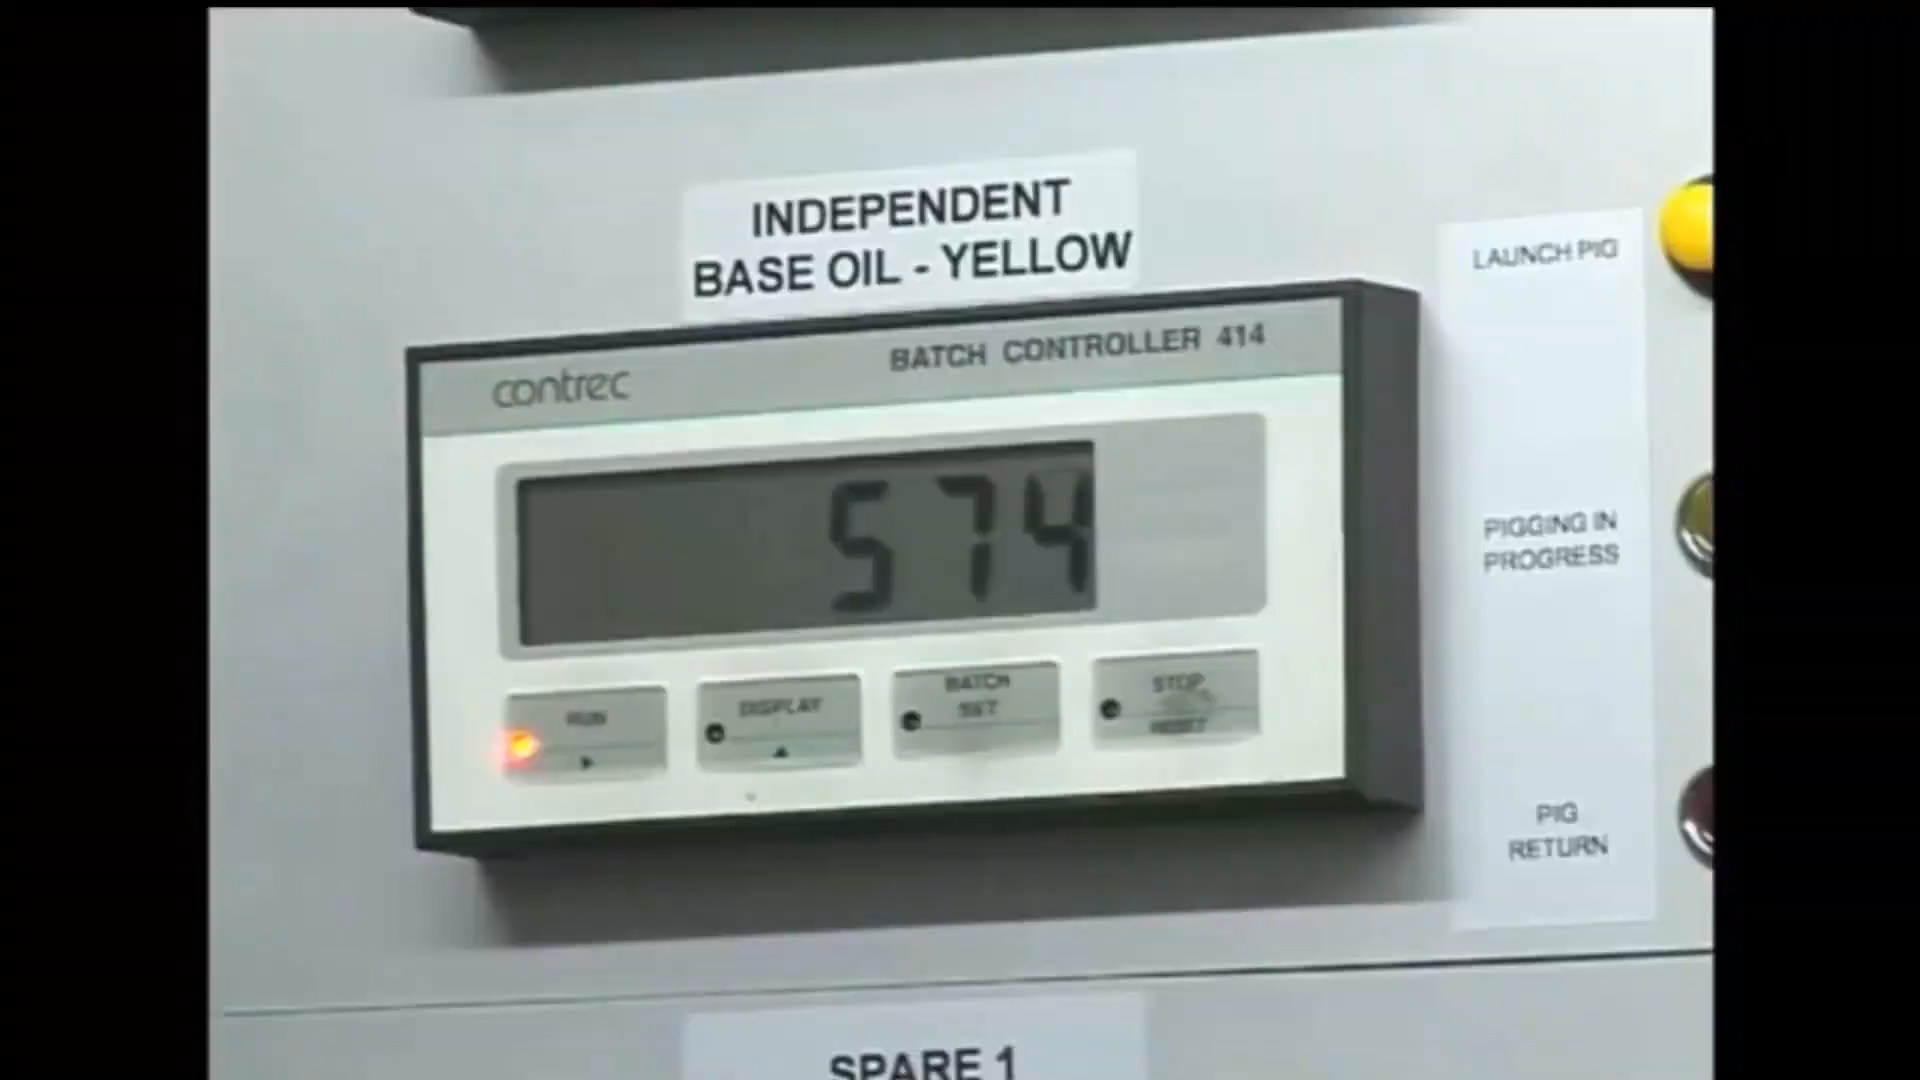 INDEPENDENT
BASE OIL - YELLOW
contrec
BATCH CONTROLLER 414
574
RUN
DISPLAY
BATCH
SET
STOP
RESET
LAUNCH PIG
PIGGING IN
PROGRESS
PIG
RETURN
SPARE 1